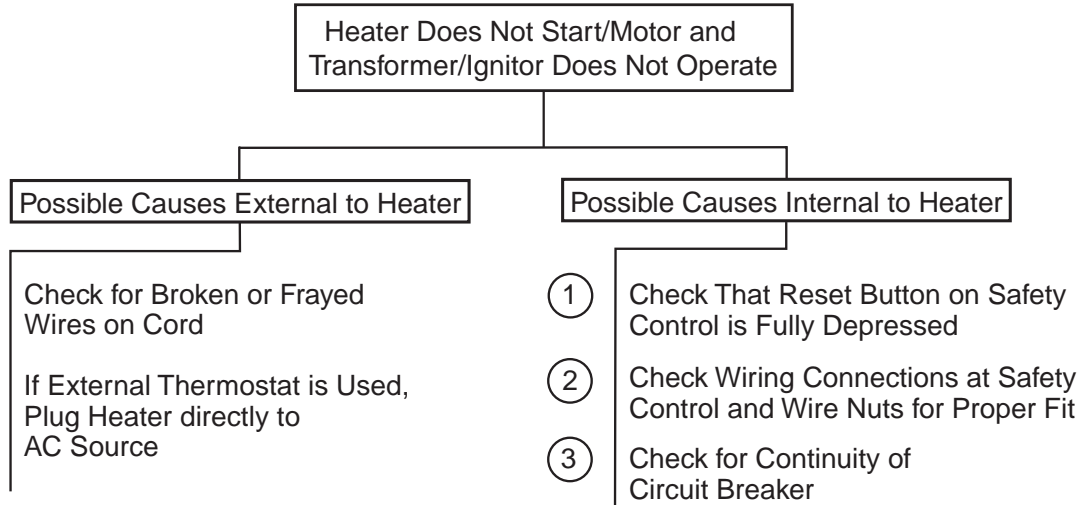 Heater Does Not Start/Motor and
Transformer/Ignitor Does Not Operate
Possible Causes External to Heater
Check for Broken or Frayed
Wires on Cord
If External Thermostat is Used,
Plug Heater directly to
AC Source
Possible Causes Internal to Heater
1 Check That Reset Button on Safety
Control is Fully Depressed
2 Check Wiring Connections at Safety
Control and Wire Nuts for Proper Fit
3 Check for Continuity of
Circuit Breaker